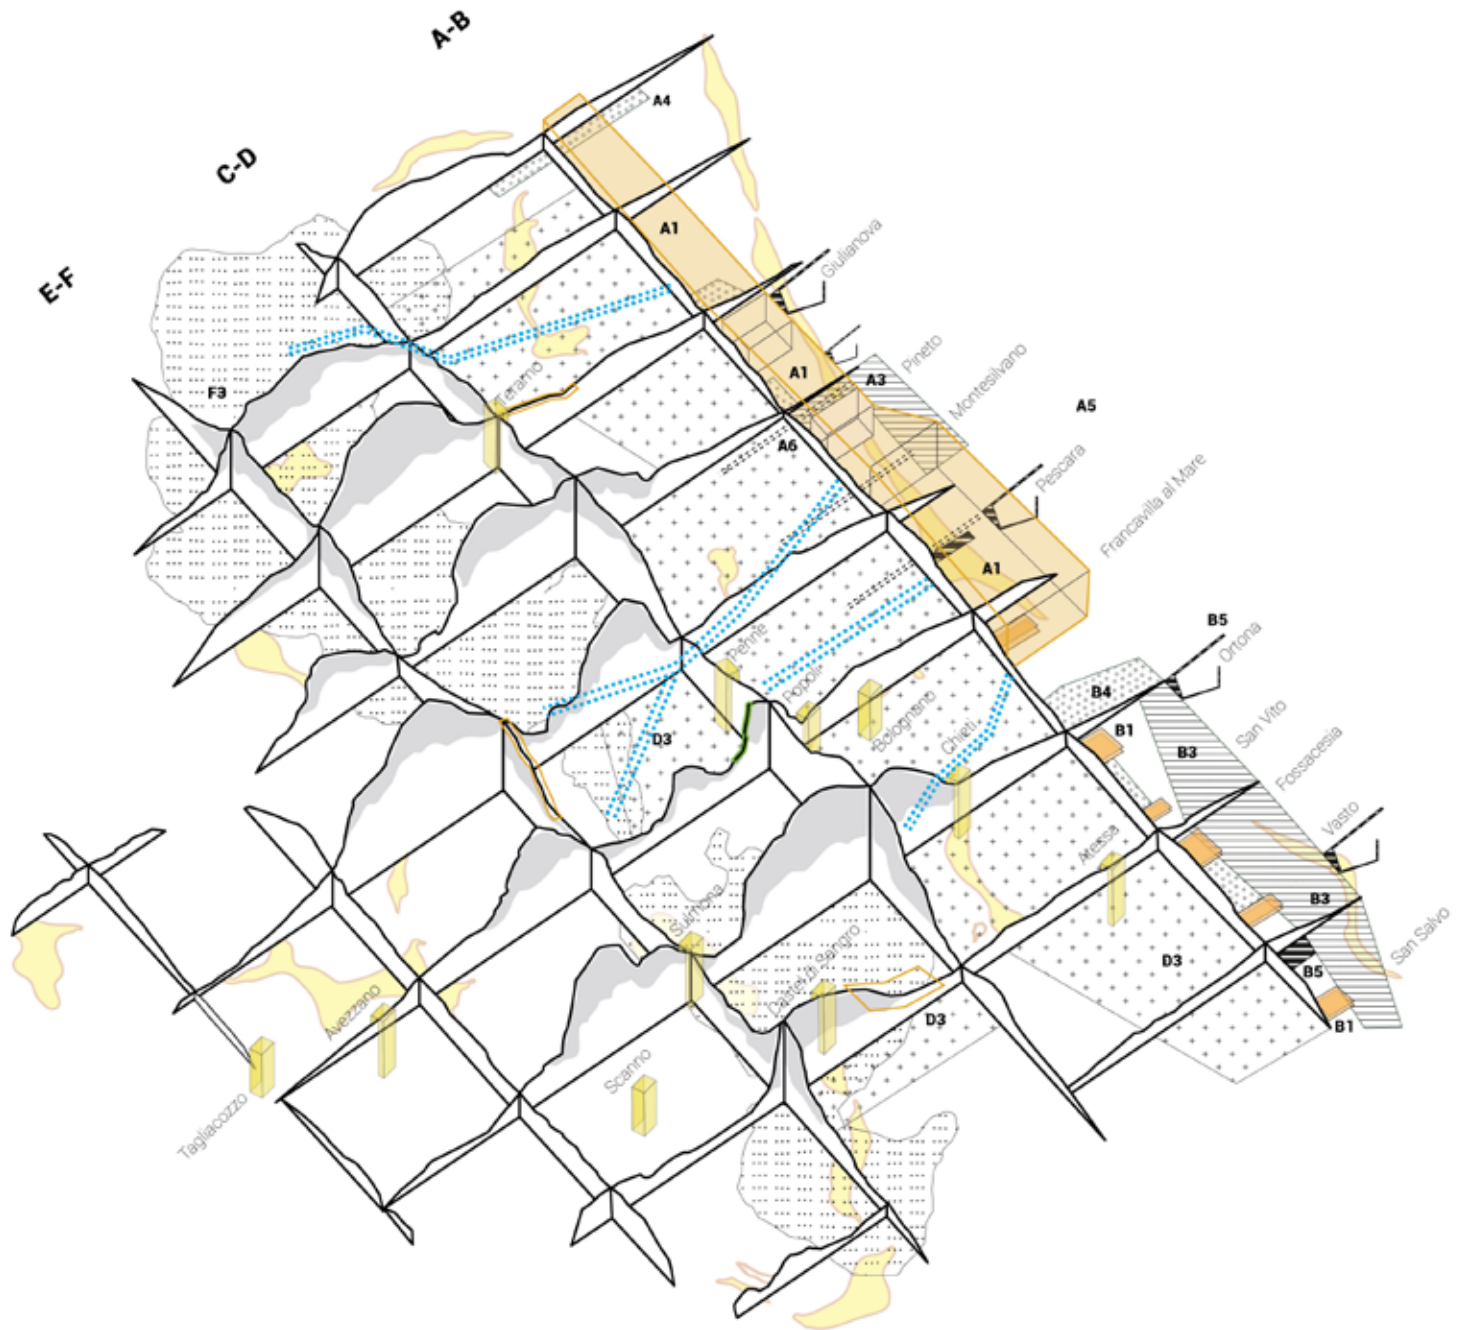 A-B
A4
C-D
A1
Giulianova
E-F
Pineto
A1
A3
Montesilvano
F3
Teramo
A5
A6
Pescara
Francavilla al Mare
A1
B5
Ortona
Penne
Popoli
B4
Bolognano
San Vito
B1
D3
Chieti
B3
Fossacesia
Vasto
Atessa
Sulmona
B3
Castel di Sangro
San Salvo
D3
B5
Avezzano
D3
B1
Scanno
Tagliacozzo